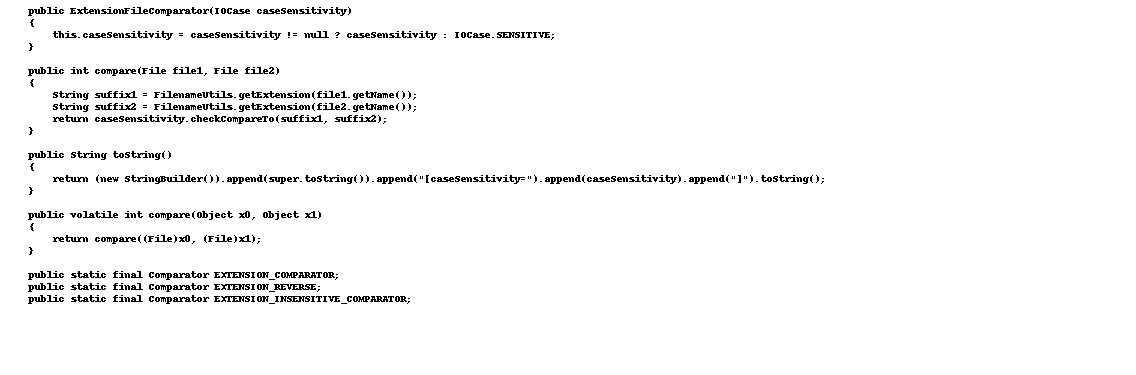 public ExtensionFileComparator(IOCase caseSensitivity)
{
this.caseSensitivity = caseSensitivity != null ? caseSensitivity : IOCase.SENSITIVE;
}
public int compare(File file1, File file2)
{
String suffix1 = FilenameUtils.getExtension(file1.getName());
String suffix2 = FilenameUtils.getExtension(file2.getName());
return caseSensitivity.checkCompareTo(suffix1, suffix2);
}
public String toString()
{
return (new StringBuilder()).append(super.toString()).append("[caseSensitivity=").append(caseSensitivity).append("]").toString();
}
public volatile int compare(Object x0, Object x1)
{
return compare((File)x0, (File)x1);
}
public static final Comparator EXTENSION_COMPARATOR;
public static final Comparator EXTENSION_REVERSE;
public static final Comparator EXTENSION_INSENSITIVE_COMPARATOR;